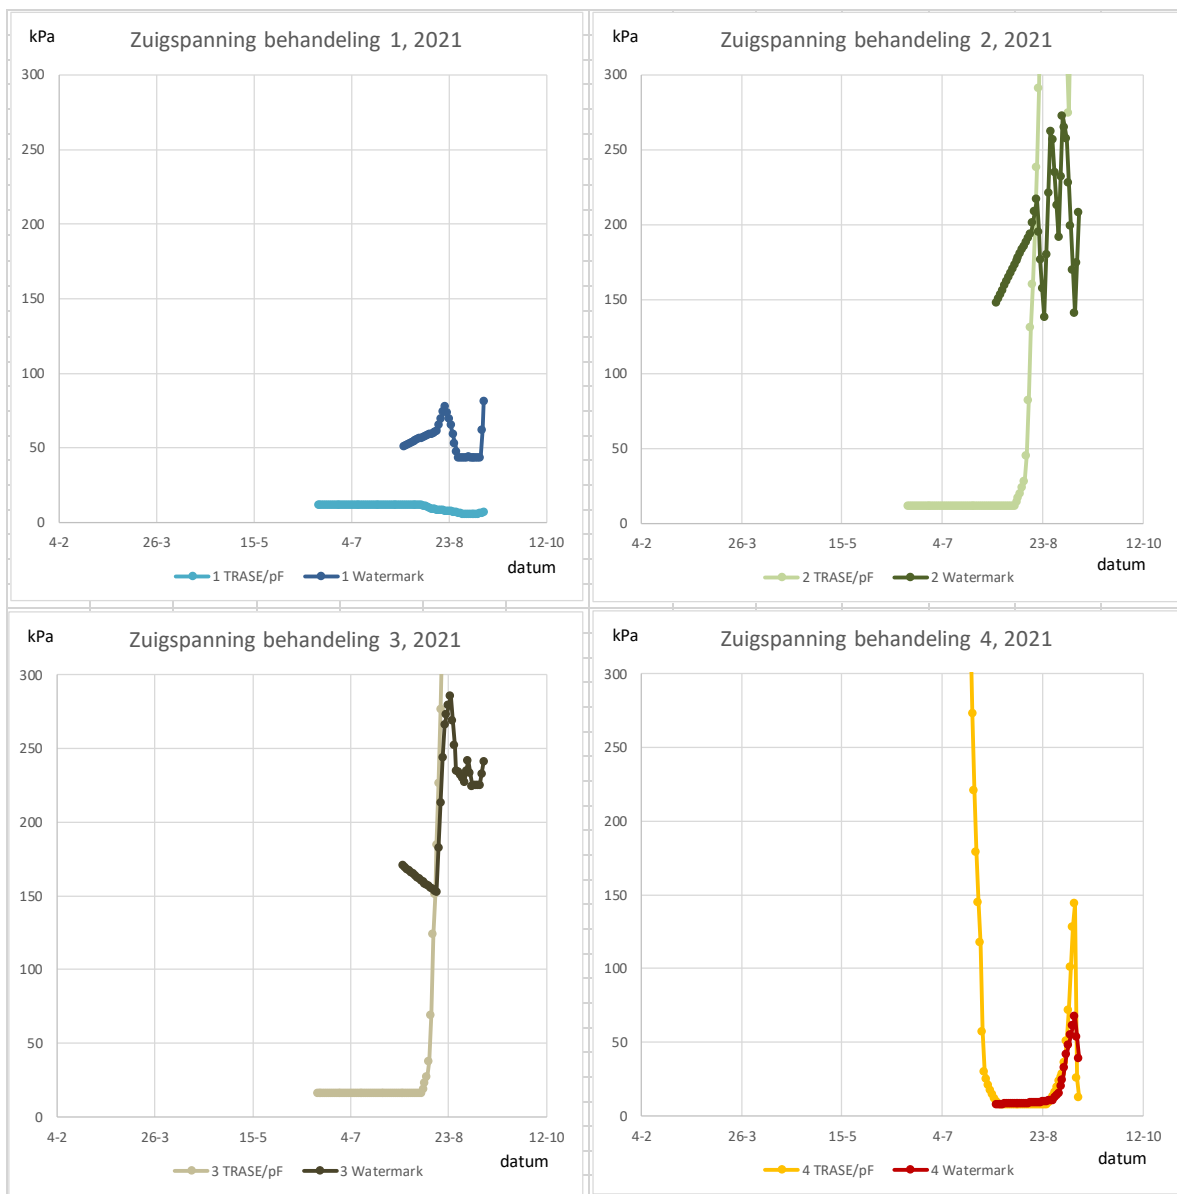 kPa
Zuigspanning behandeling 1, 2021
300
250
200
150
100
50
0
4-2 26-3 15-5 4-7 23-8 12-10
datum
1 TRASE/pF 1 Watermark
kPa
Zuigspanning behandeling 2, 2021
300
250
200
150
100
50
0
4-2 26-3 15-5 4-7 23-8 12-10
datum
2 TRASE/pF 2 Watermark
kPa
Zuigspanning behandeling 3, 2021
300
250
200
150
100
50
0
4-2 26-3 15-5 4-7 23-8 12-10
datum
3 TRASE/pF 3 Watermark
kPa
Zuigspanning behandeling 4, 2021
300
250
200
150
100
50
0
4-2 26-3 15-5 4-7 23-8 12-10
datum
4 TRASE/pF 4 Watermark